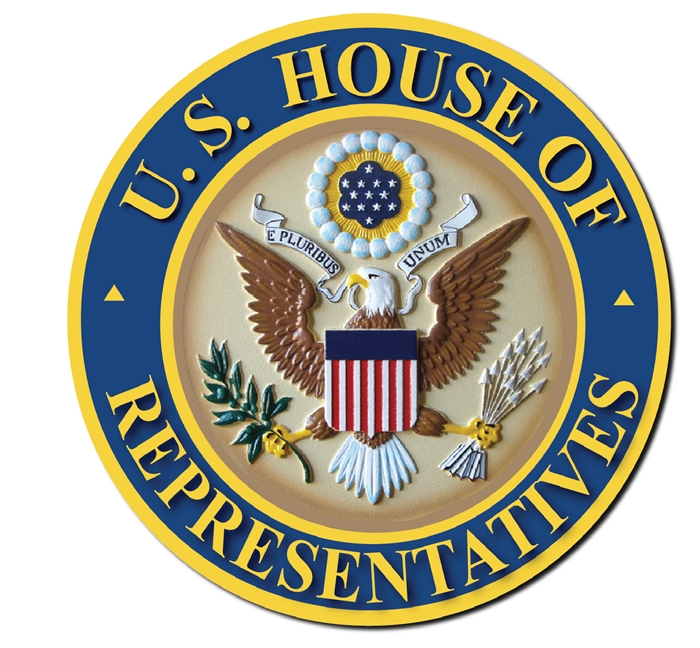 U. S. HOUSE OF
REPRESENTATIVES
E PLURIBUS
UNUM